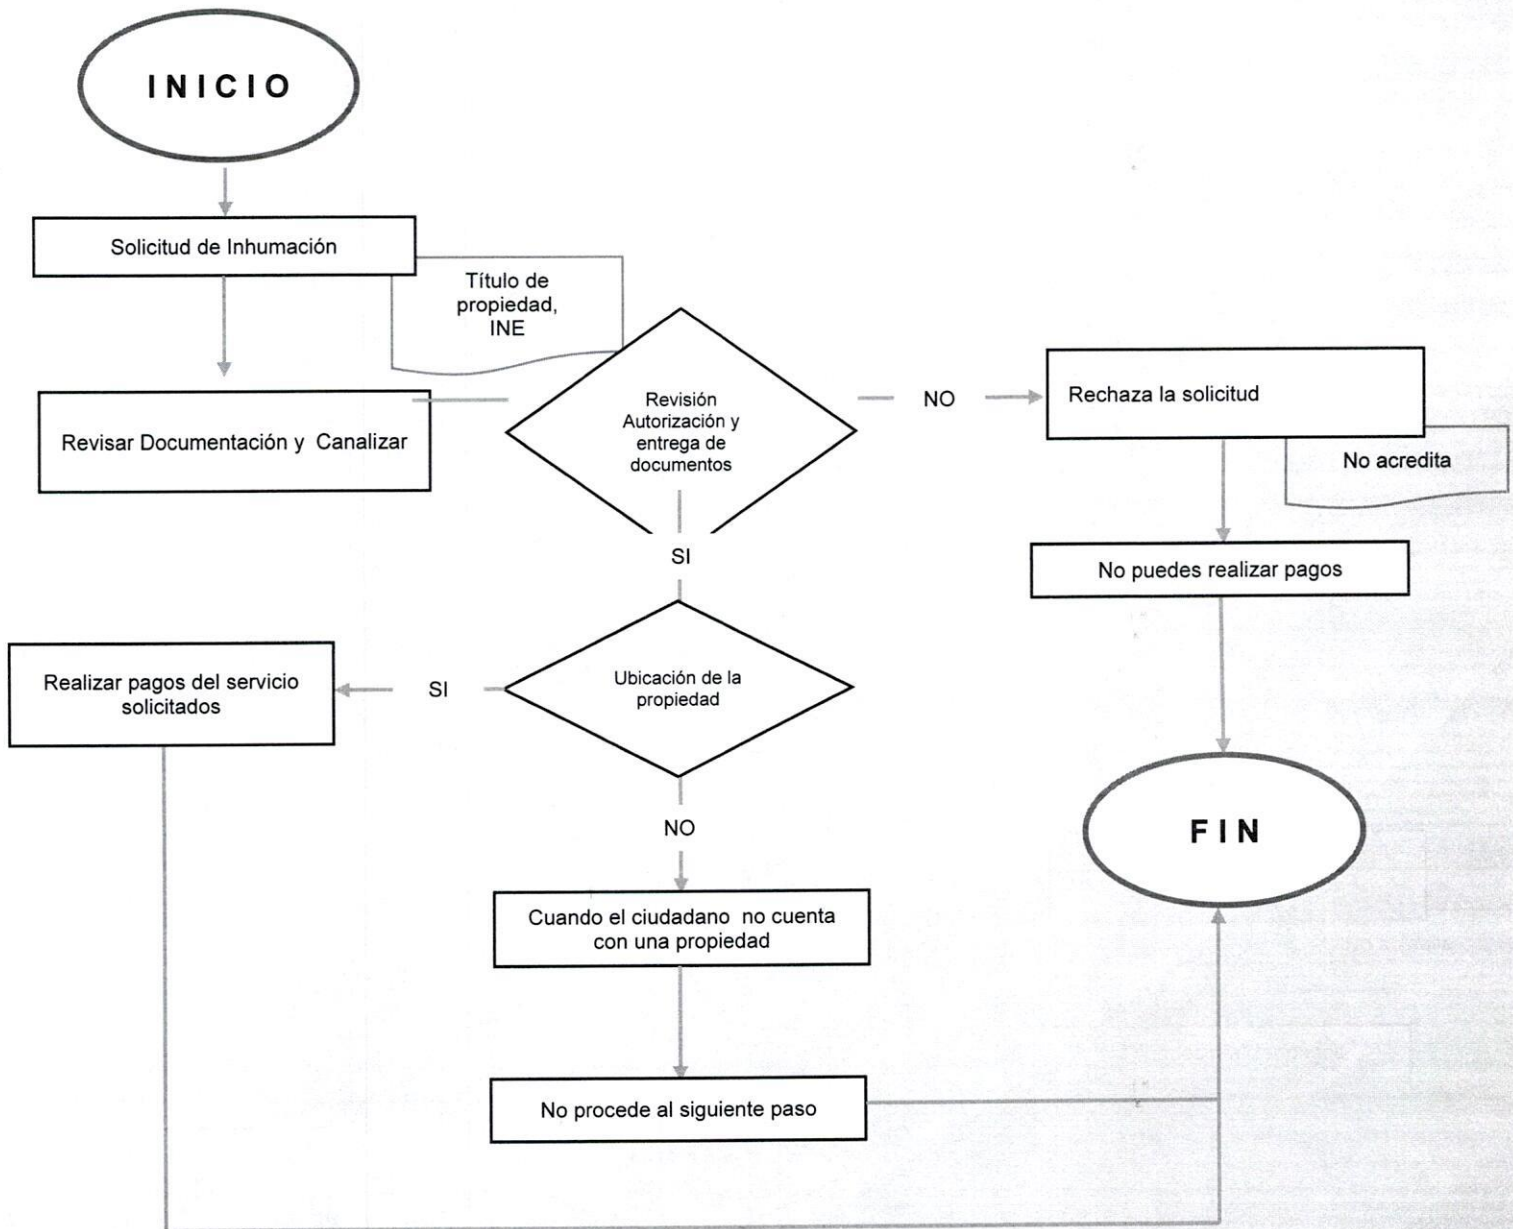 INICIO
Solicitud de Inhumación
Título de
propiedad,
INE
Revisar Documentación y Canalizar
Revisión
Autorización y
entrega de
documentos
NO
Rechaza la solicitud
No acredita
No puedes realizar pagos
SI
Ubicación de la
propiedad
SI
Realizar pagos del servicio
solicitados
NO
Cuando el ciudadano no cuenta
con una propiedad
No procede al siguiente paso
FIN